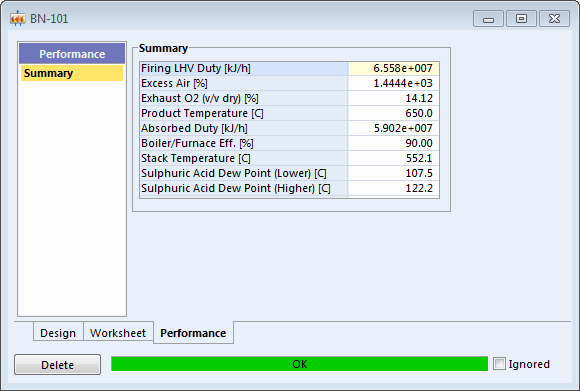 BN-101
Performance
Summary
Summary
Firing LHV Duty [kJ/h] 6.558e+007
Excess Air [%] 1.4444e+03
Exhaust O2 (v/v dry) [%] 14.12
Product Temperature [C] 650.0
Absorbed Duty [kJ/h] 5.902e+007
Boiler/Furnace Eff. [%] 90.00
Stack Temperature [C] 552.1
Sulphuric Acid Dew Point (Lower) [C] 107.5
Sulphuric Acid Dew Point (Higher) [C] 122.2
Design Worksheet Performance
Delete OK Ignored